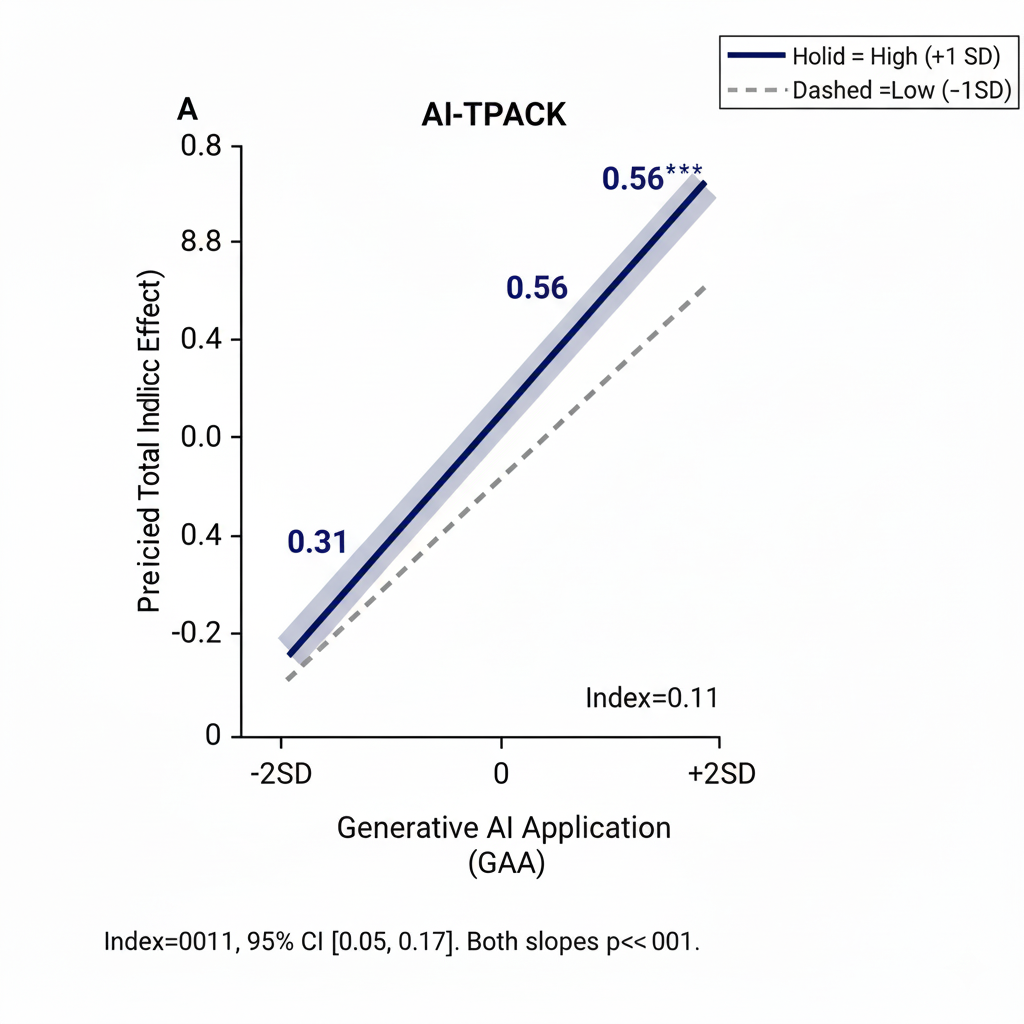 Holid = High (+1 SD)
Dashed =Low (-1SD)
A
AI-TPACK
0.8
8.8
0.4
0.0
0.4
-0.2
0
Preicied Total Indlicc Effect)
0.56***
0.56
0.31
Index=0.11
-2SD
0
+2SD
Generative AI Application
(GAA)
Index=0011, 95% CI [0.05, 0.17]. Both slopes p<< 001.